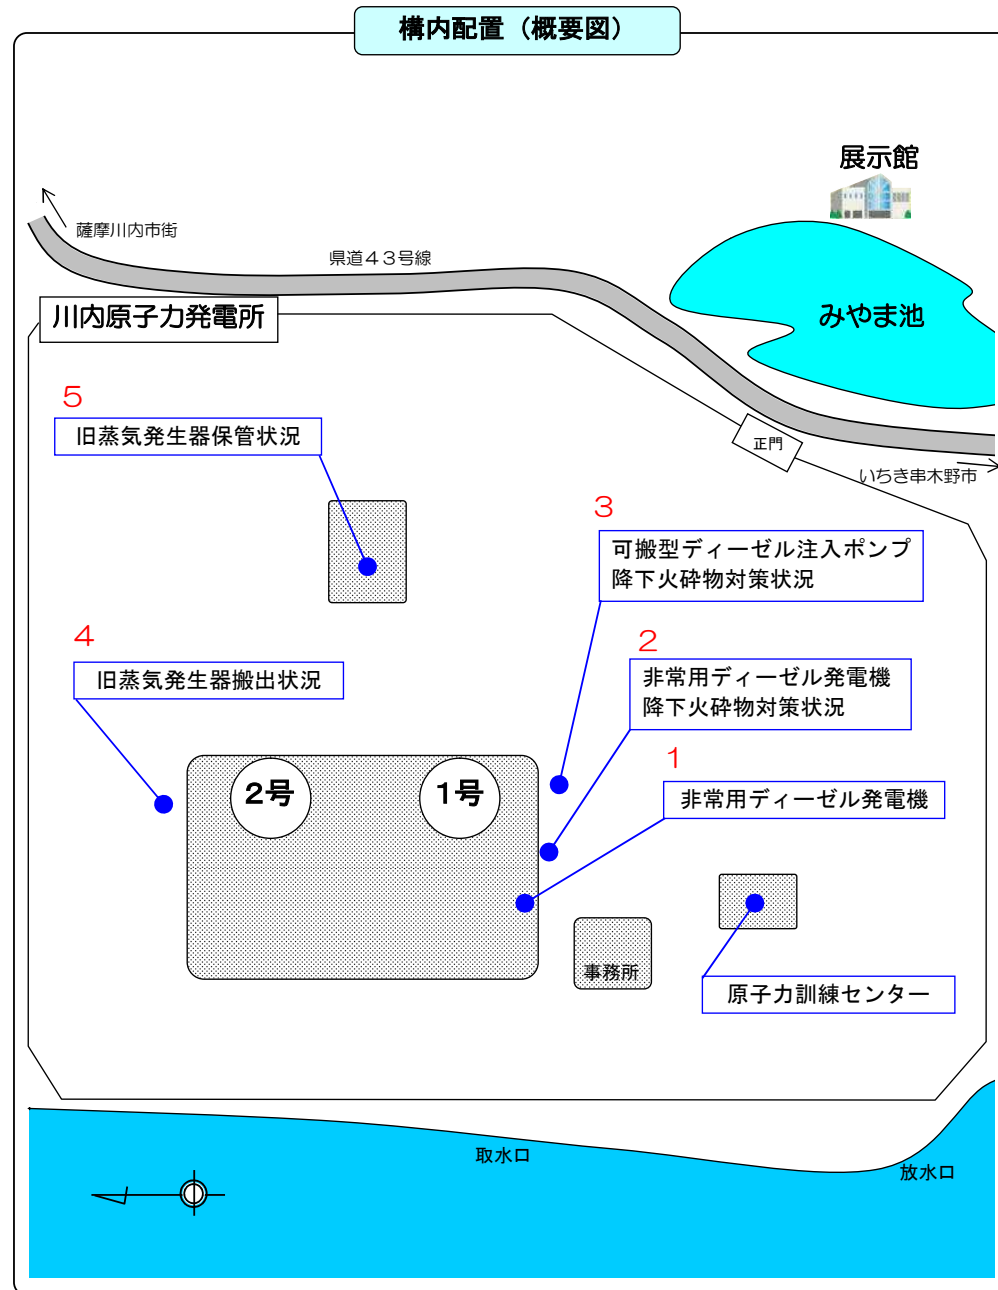 構内配置（概要図）
展示館
薩摩川内市街
県道４３号線
川内原子力発電所
みやま池
５
旧蒸気発生器保管状況
正門
いちき串木野市
３
可搬型ディーゼル注入ポンプ
降下火砕物対策状況
４
旧蒸気発生器搬出状況
２
非常用ディーゼル発電機
降下火砕物対策状況
１
非常用ディーゼル発電機
２号
１号
事務所
原子力訓練センター
取水口
放水口